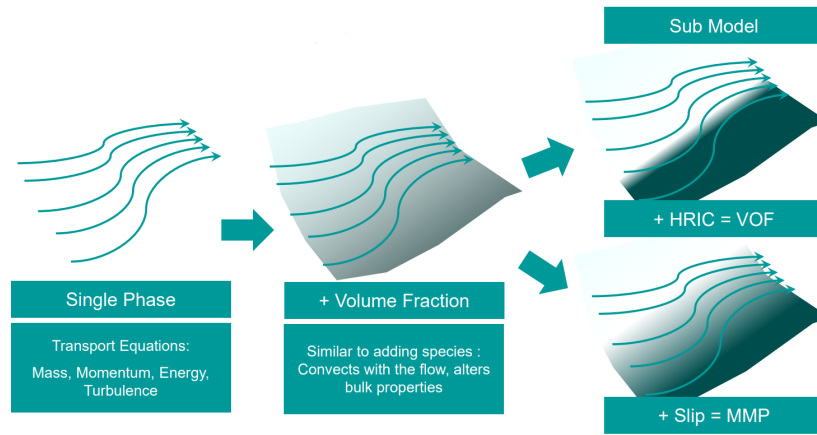 Sub Model
+ HRIC = VOF
Single Phase
+ Volume Fraction
Transport Equations:
Mass, Momentum, Energy,
Turbulence
Similar to adding species :
Convects with the flow, alters
bulk properties
+ Slip = MMP